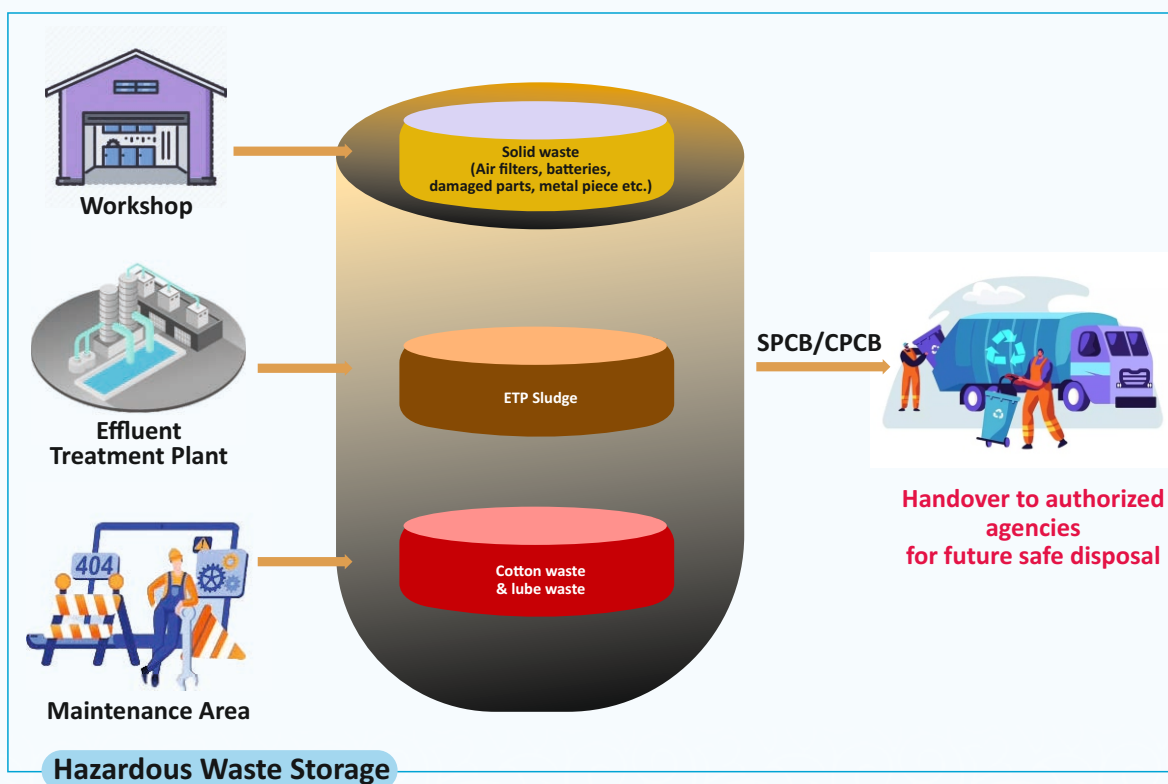 Workshop
Solid waste
(Air filters, batteries,
damaged parts, metal piece etc.)
Effluent
Treatment Plant
ETP Sludge
SPCB/CPCB
Handover to authorized
agencies
for future safe disposal
404
Maintenance Area
Cotton waste
& lube waste
Hazardous Waste Storage